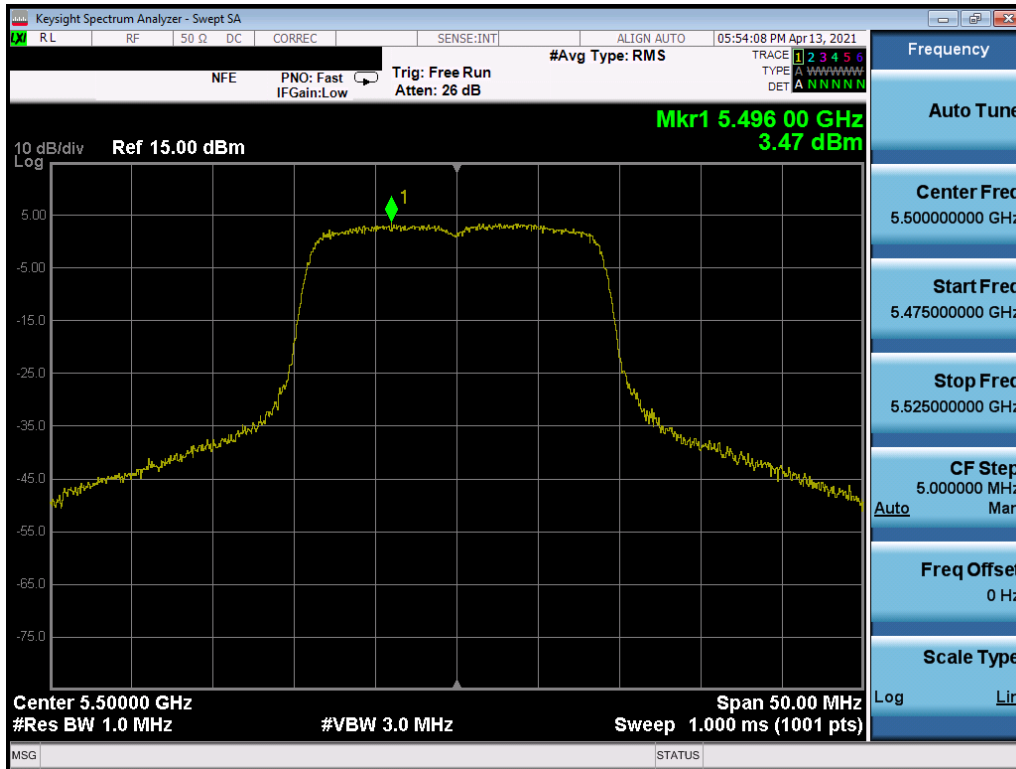 Keysight Spectrum Analyzer - Swept SA
LXI RL RF 50 Ω DC CORREC SENSE:INT ALIGN AUTO 05:54:08 PM Apr 13, 2021
Frequency
NFE PNO: Fast Trig: Free Run #Avg Type: RMS TRACE 1 2 3 4 5 6
IFGain:Low Atten: 26 dB TYPE A WWWWW
DET A N N N N N
Mkr1 5.496 00 GHz
3.47 dBm
10 dB/div Ref 15.00 dBm
Log
1
5.00
-5.00
-15.0
-25.0
-35.0
-45.0
-55.0
-65.0
-75.0
Center 5.50000 GHz Span 50.00 MHz
#Res BW 1.0 MHz #VBW 3.0 MHz Sweep 1.000 ms (1001 pts)
MSG STATUS
Auto Tune
Center Freq
5.500000000 GHz
Start Freq
5.475000000 GHz
Stop Freq
5.525000000 GHz
CF Step
5.000000 MHz
Auto Man
Freq Offset
0 Hz
Scale Type
Log Lin